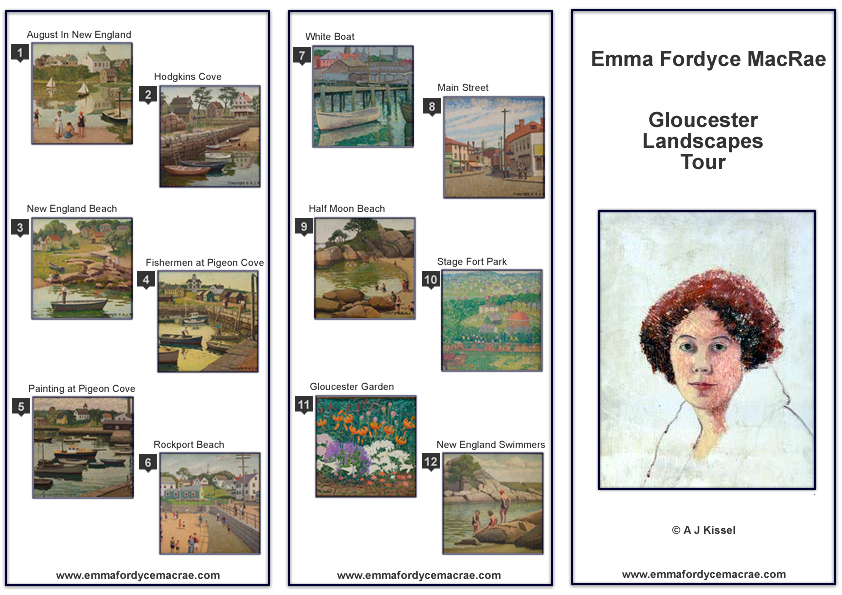 August In New England
1
Hodgkins Cove
2
New England Beach
3
Fishermen at Pigeon Cove
4
Painting at Pigeon Cove
5
Rockport Beach
6
www.emmafordycemacrae.com
White Boat
7
Main Street
8
Half Moon Beach
9
Stage Fort Park
10
Gloucester Garden
11
New England Swimmers
12
www.emmafordycemacrae.com
Emma Fordyce MacRae
Gloucester
Landscapes
Tour
© A J Kissel
www.emmafordycemacrae.com